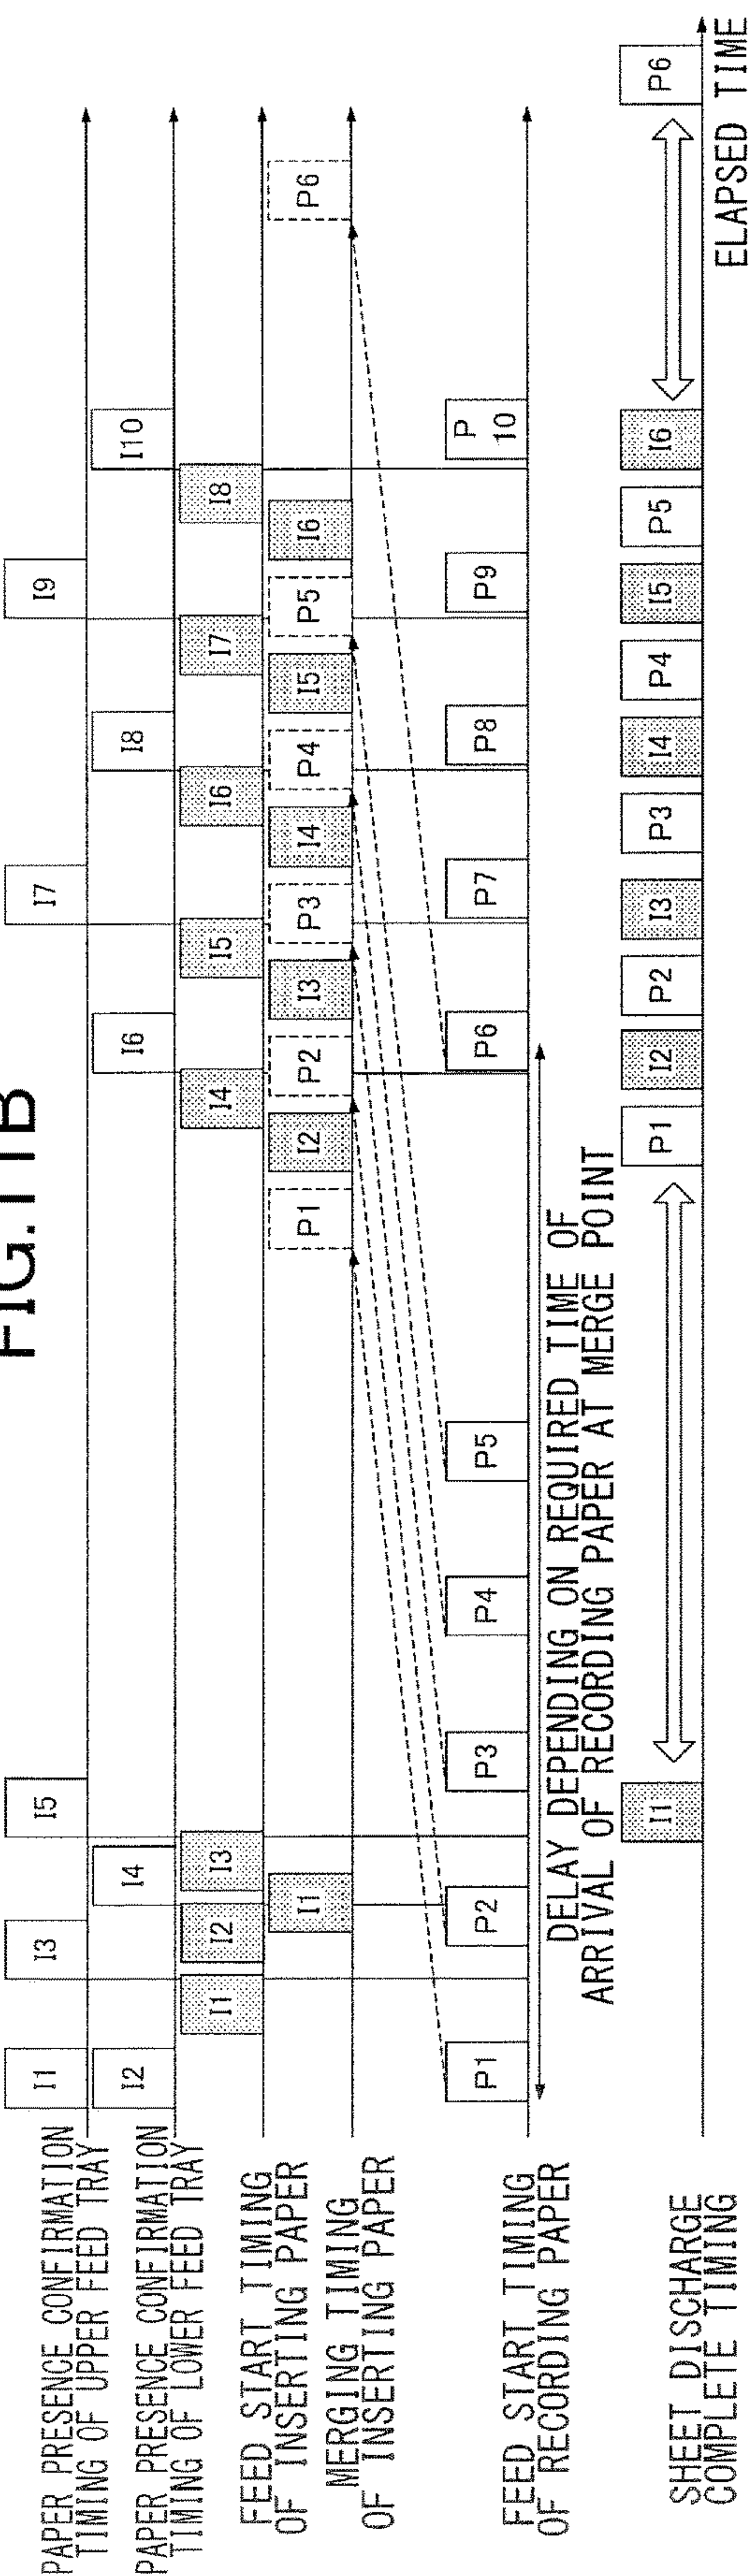 FIG.11B
PAPER PRESENCE CONFIRMATION
TIMING OF UPPER FEED TRAY
I1
I3
I5
I7
I9
PAPER PRESENCE CONFIRMATION
TIMING OF LOWER FEED TRAY
I2
I4
I6
I8
I10
FEED START TIMING
OF INSERTING PAPER
I1
I2
I3
I4
I5
I6
I7
I8
MERGING TIMING
OF INSERTING PAPER
I1
P1
I2
P2
I3
P3
I4
P4
I5
P5
I6
P6
FEED START TIMING
OF RECORDING PAPER
P1
P2
P3
P4
P5
P6
P7
P8
P9
P
10
DELAY DEPENDING ON REQUIRED TIME OF
ARRIVAL OF RECORDING PAPER AT MERGE POINT
SHEET DISCHARGE
COMPLETE TIMING
I1
P1
I2
P2
I3
P3
I4
P4
I5
P5
I6
P6
ELAPSED TIME